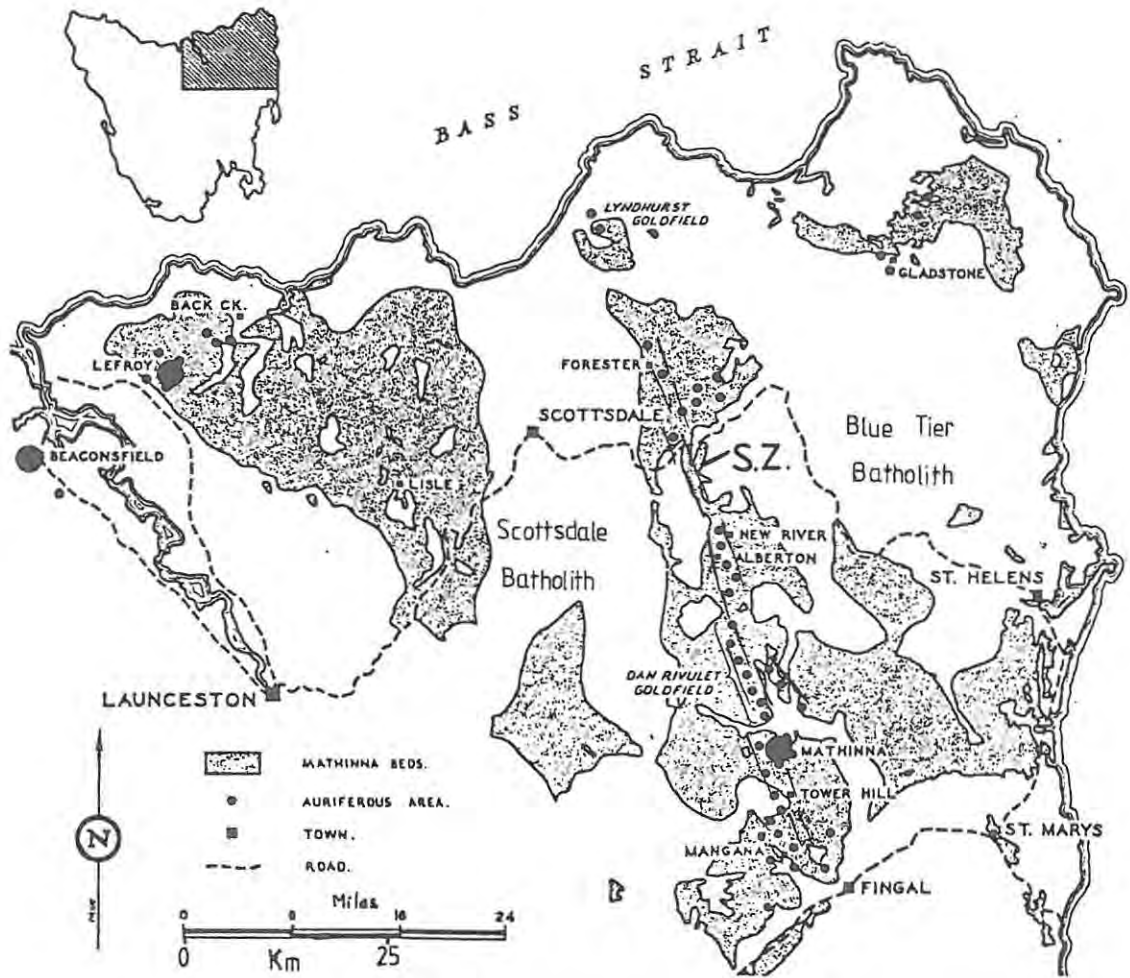 BASS STRAIT
LYNDHURST
GOLDFIELD
GLADSTONE
BACK CK.
LEFROY
FORESTER
SCOTTSDALE
BEACONSFIELD
S.Z.
Blue Tier
Batholith
LISLE
Scottsdale
Batholith
NEW RIVER
ALBERTON
ST. HELENS
DAN RIVULET
GOLDFIELD
LAUNCESTON
MATHINNA
TOWER HILL
MANGANA
ST. MARYS
FINGAL
N
MATHINNA BEDS.
AURIFEROUS AREA.
TOWN.
ROAD.
Miles
0 8 16 24
0 25
Km